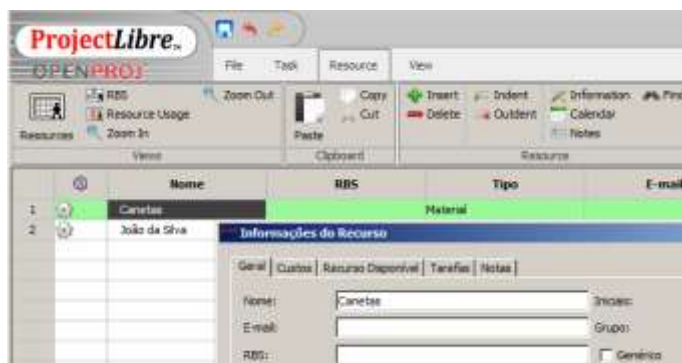 ProjectLibre™
OPENPROJ
File Task Resource View
RBS Zoom Out Copy Insert Indent Information Find
Resource Usage Cut Delete Outdent Calendar
Resources Zoom In Paste Notes
Views Clipboard Resource
Nome RBS Tipo E-mail
1 Canetas Material
2 João da Silva
Informações do Recurso
Geral Custos Recurso Disponível Tarefas Notas
Nome: Canetas Iniciais:
E-mail: Grupo:
RBS: Genérico